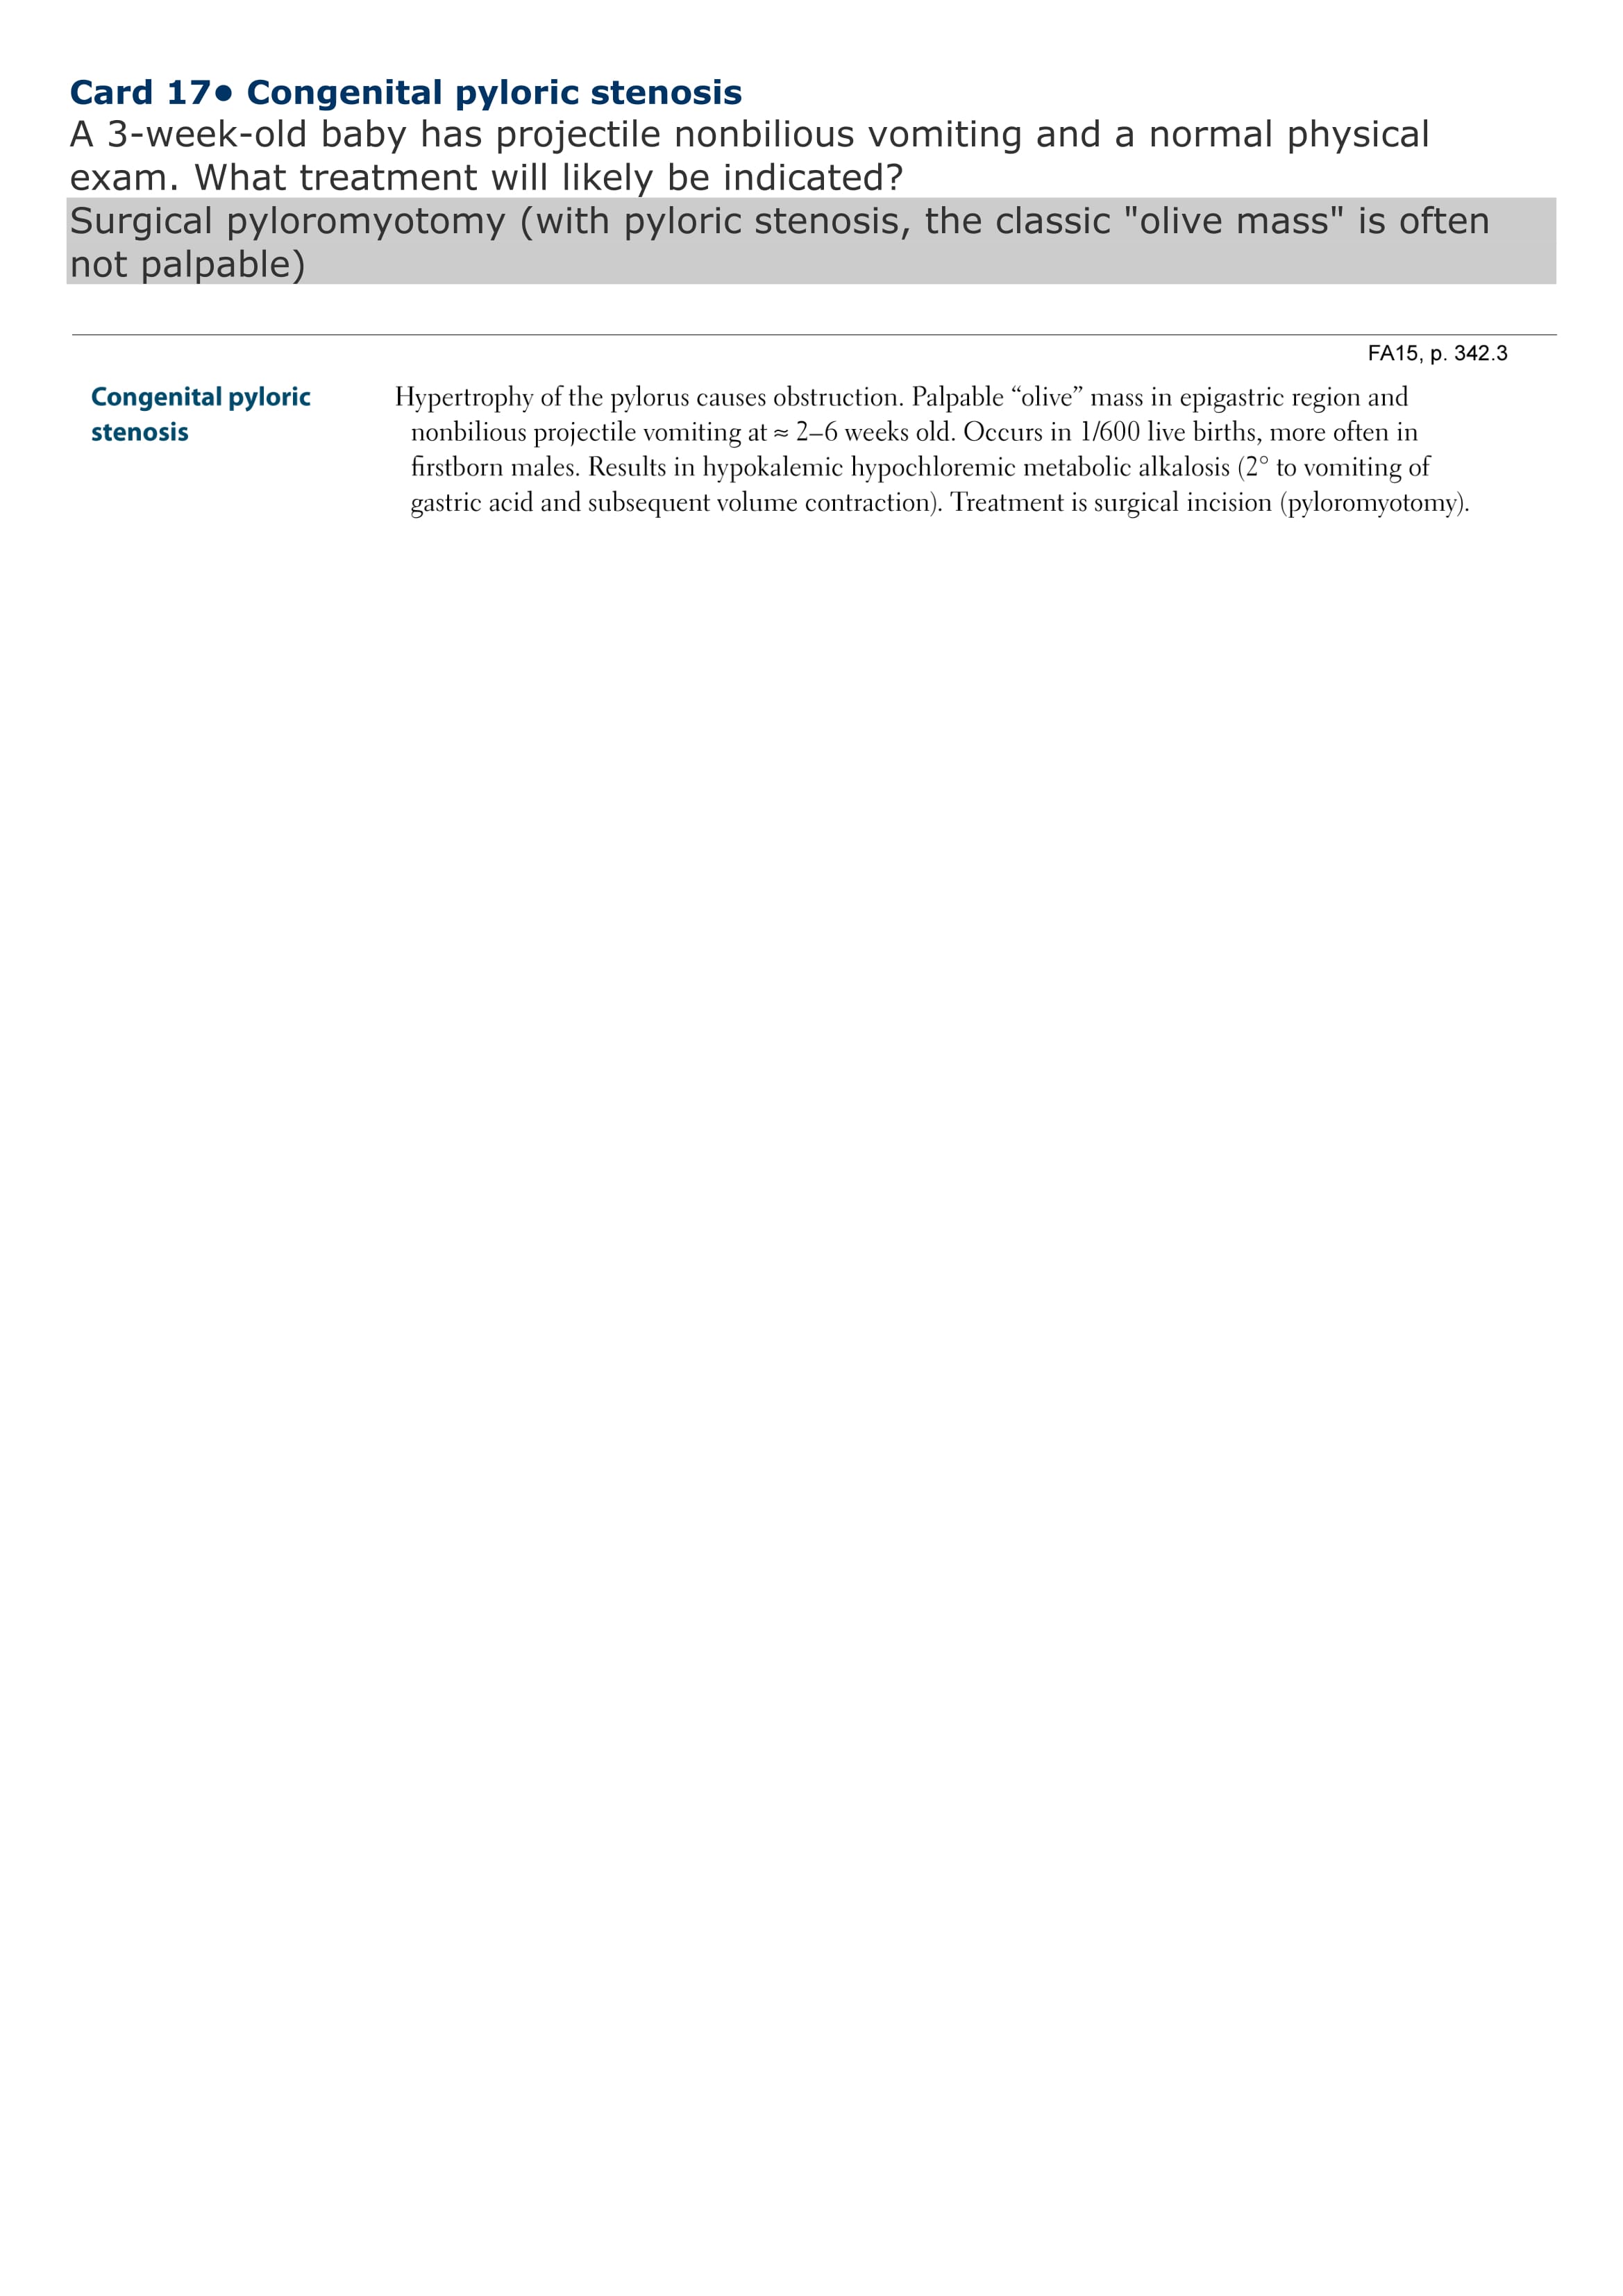 Card 17● Congenital pyloric stenosis
A 3-week-old baby has projectile nonbilious vomiting and a normal physical
exam. What treatment will likely be indicated?
Surgical pyloromyotomy (with pyloric stenosis, the classic "olive mass" is often
not palpable)
FA15, p. 342.3
Congenital pyloric
stenosis
Hypertrophy of the pylorus causes obstruction. Palpable “olive” mass in epigastric region and
nonbilious projectile vomiting at ≈ 2–6 weeks old. Occurs in 1/600 live births, more often in
firstborn males. Results in hypokalemic hypochloremic metabolic alkalosis (2° to vomiting of
gastric acid and subsequent volume contraction). Treatment is surgical incision (pyloromyotomy).